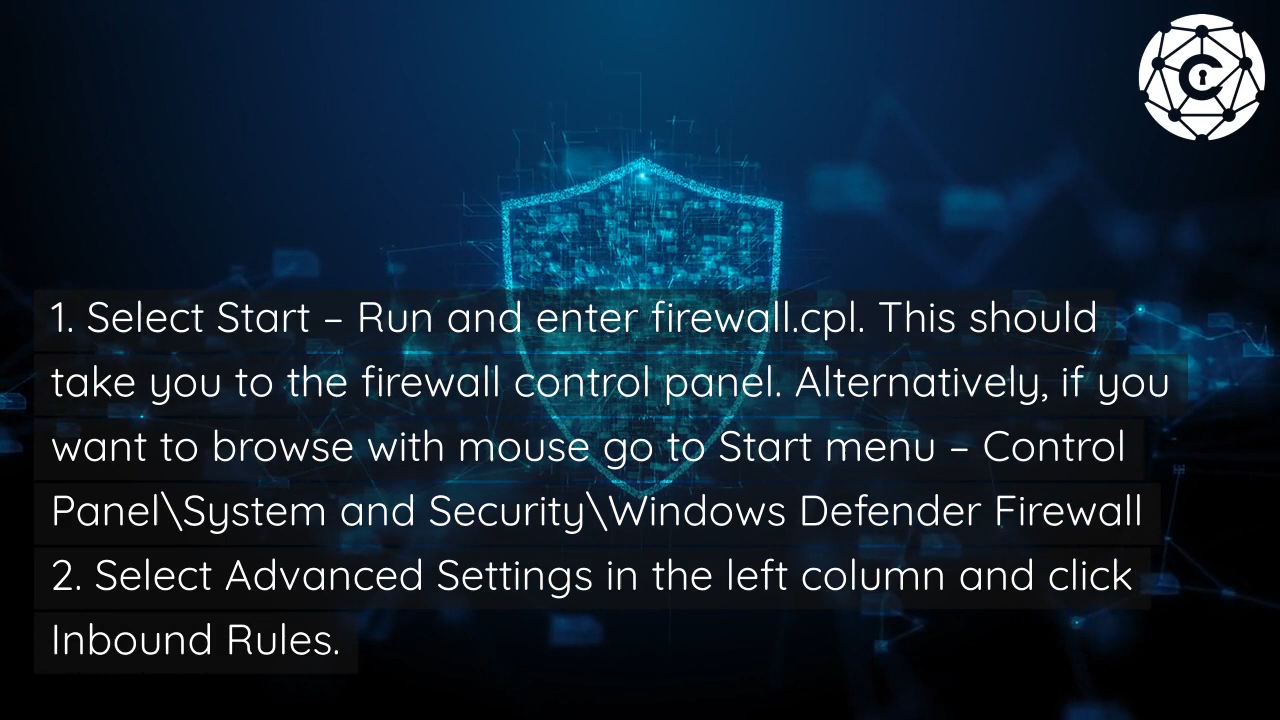 1. Select Start – Run and enter firewall.cpl. This should
take you to the firewall control panel. Alternatively, if you
want to browse with mouse go to Start menu – Control
Panel\System and Security\Windows Defender Firewall
2. Select Advanced Settings in the left column and click
Inbound Rules.